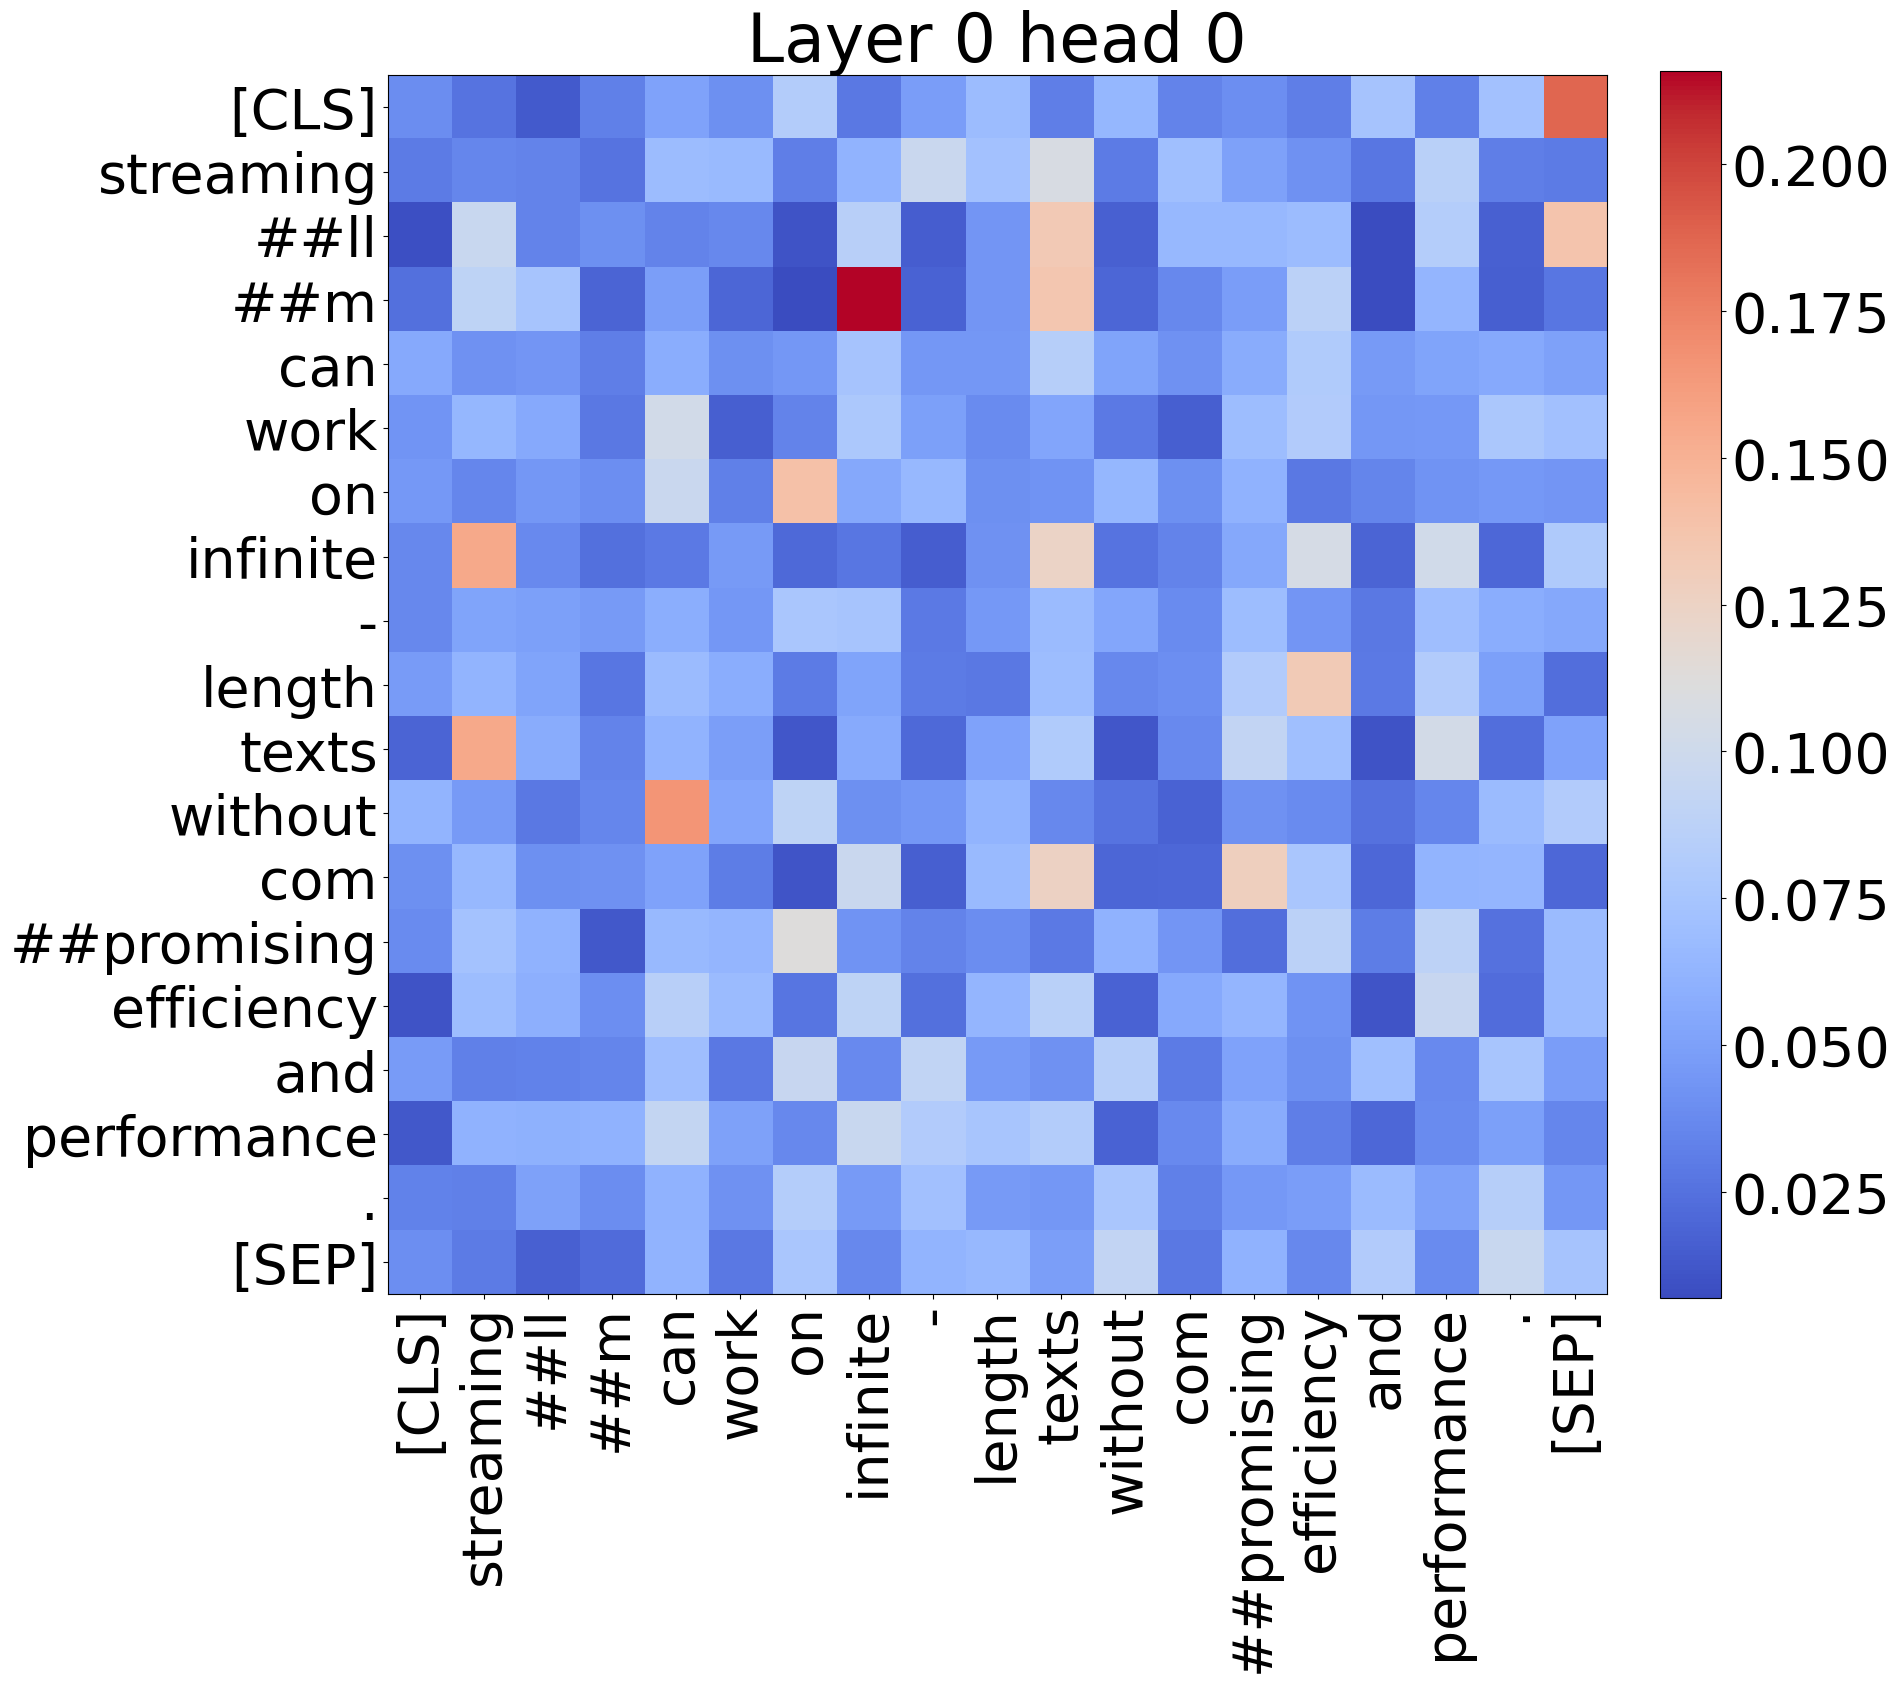 Layer 0 head 0
[CLS]
streaming
##ll
##m
can
work
on
infinite
-
length
texts
without
com
##promising
efficiency
and
performance
.
[SEP]
[CLS]
streaming
##ll
##m
can
work
on
infinite
-
length
texts
without
com
##promising
efficiency
and
performance
.
[SEP]
0.200
0.175
0.150
0.125
0.100
0.075
0.050
0.025